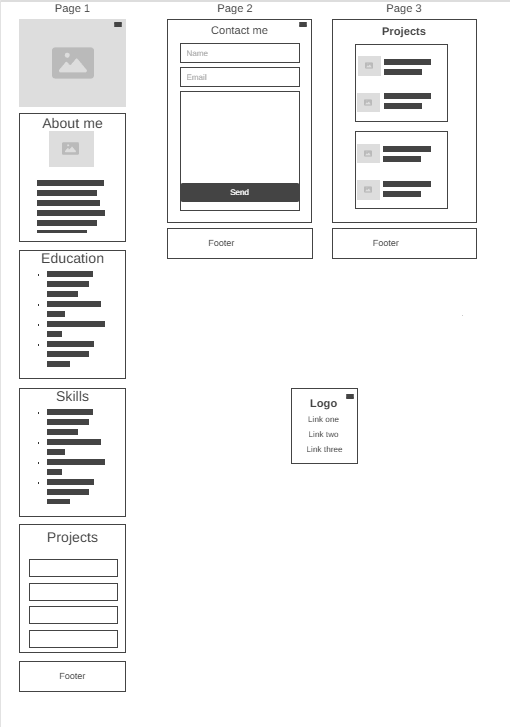 Page 1
About me
Education
Skills
Projects
Footer
Page 2
Contact me
Name
Email
Send
Footer
Page 3
Projects
Footer
Logo
Link one
Link two
Link three